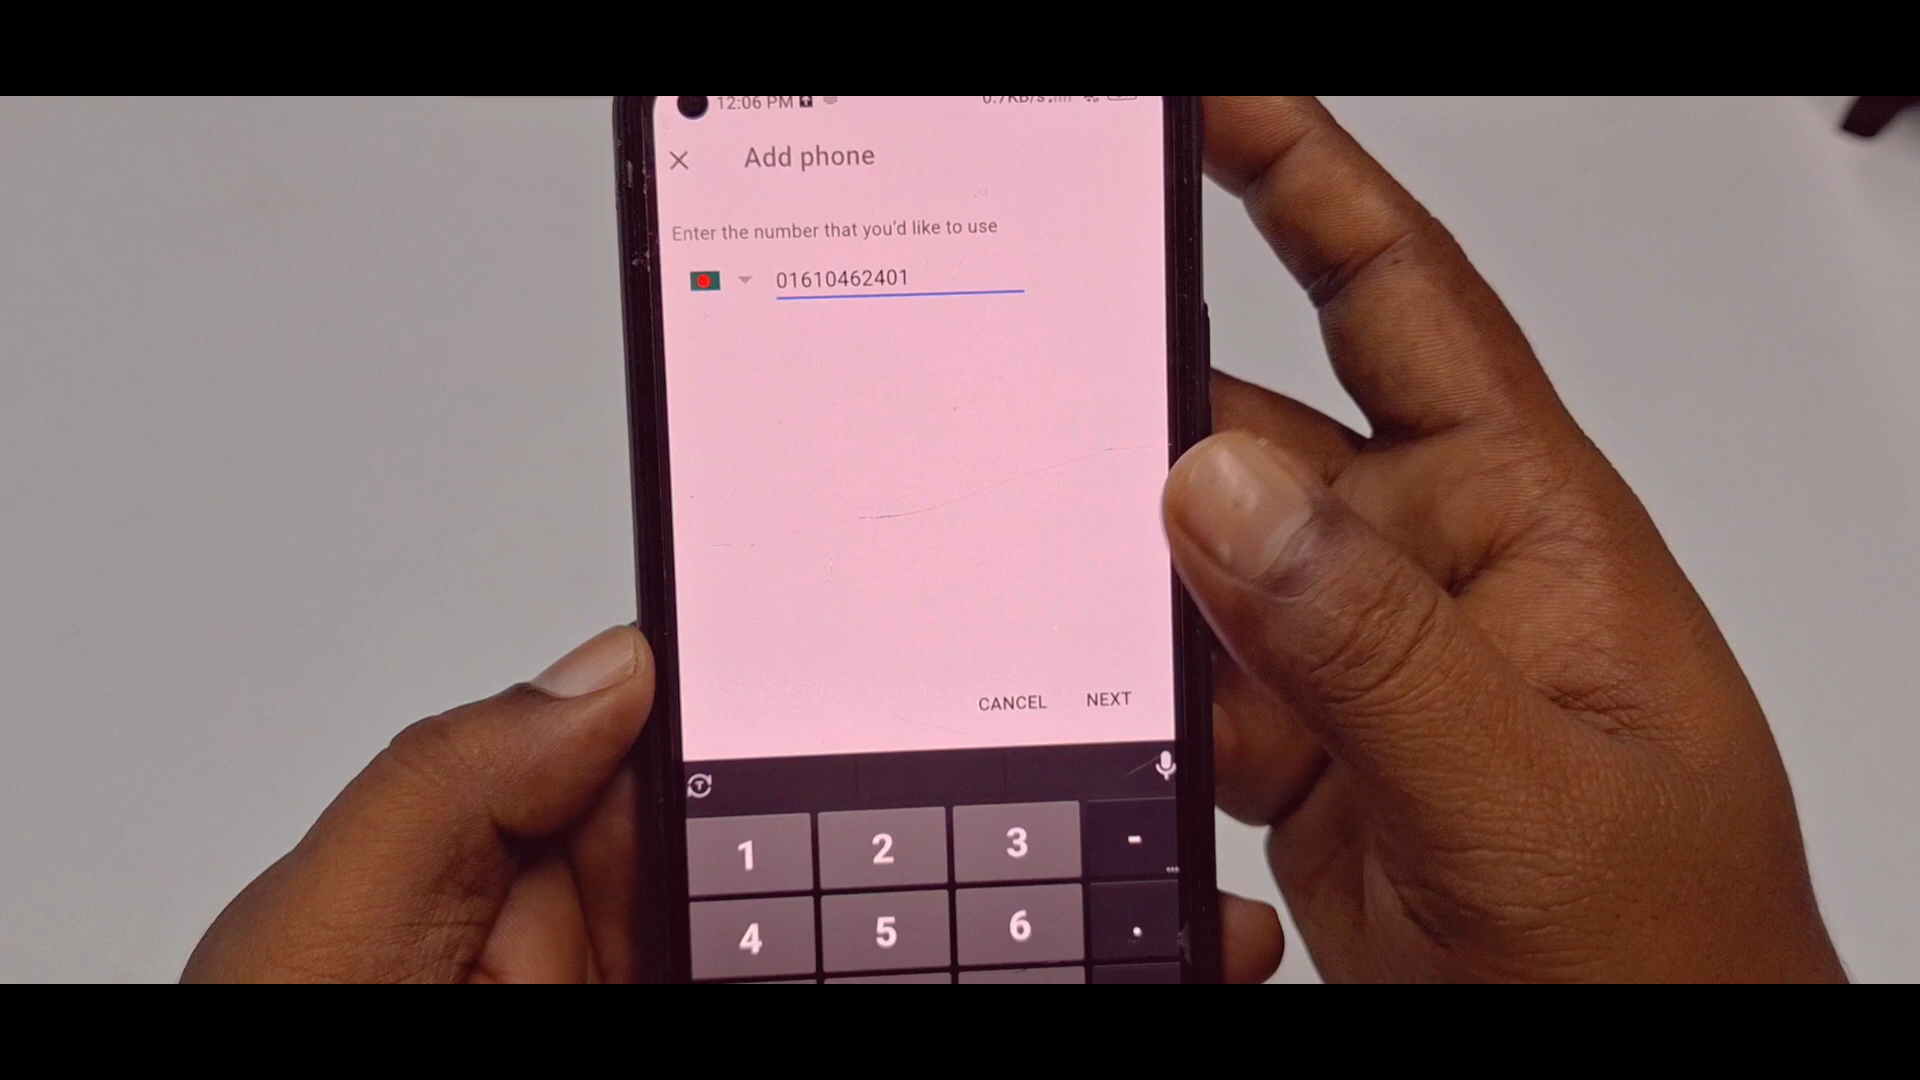 12:06 PM
Add phone
Enter the number that you'd like to use
01610462401
CANCEL NEXT
1 2 3 -
4 5 6 .